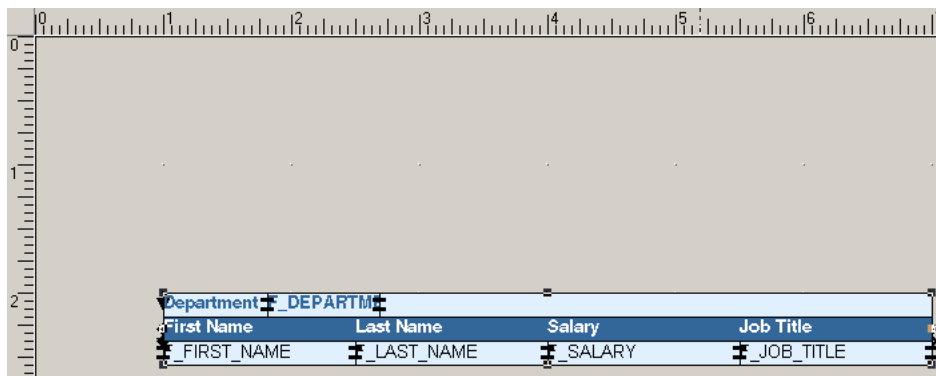 0 1 2 3 4 5 6
0
1
2
Department F_DEPARTME
First Name Last Name Salary Job Title
F_FIRST_NAME F_LAST_NAME F_SALARY F_JOB_TITLE